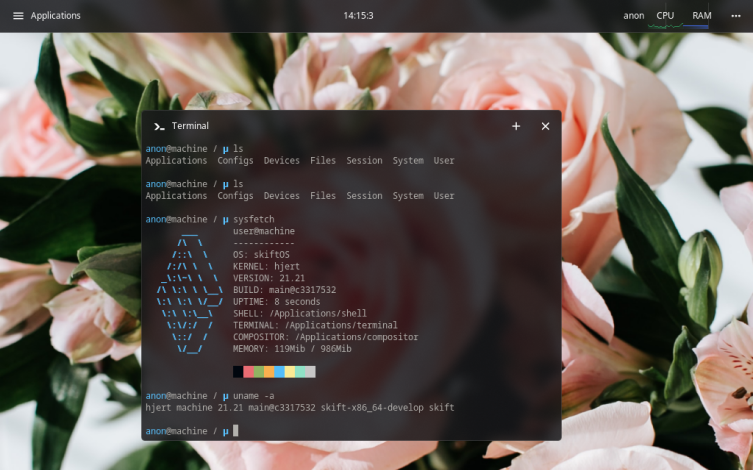 Applications
14:15:3
anon CPU RAM
Terminal
anon@machine / µ ls
Applications Configs Devices Files Session System User
anon@machine / µ ls
Applications Configs Devices Files Session System User
anon@machine / µ sysfetch
user@machine
------------
OS: skiftOS
KERNEL: hjert
VERSION: 21.21
BUILD: main@c3317532
UPTIME: 8 seconds
SHELL: /Applications/shell
TERMINAL: /Applications/terminal
COMPOSITOR: /Applications/compositor
MEMORY: 119Mib / 986Mib
anon@machine / µ uname -a
hjert machine 21.21 main@c3317532 skift-x86_64-develop skift
anon@machine / µ